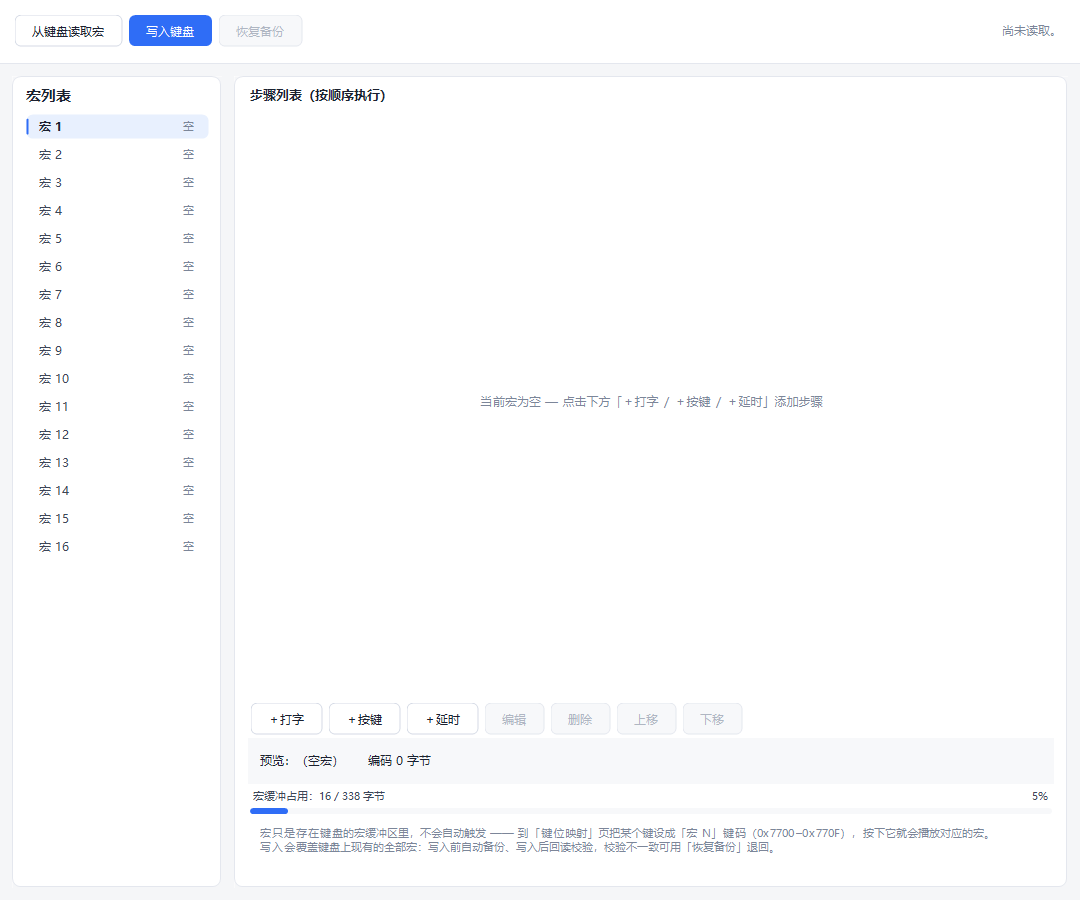 从键盘读取宏 写入键盘 恢复备份 尚未读取。
宏列表
宏 1 空
宏 2 空
宏 3 空
宏 4 空
宏 5 空
宏 6 空
宏 7 空
宏 8 空
宏 9 空
宏 10 空
宏 11 空
宏 12 空
宏 13 空
宏 14 空
宏 15 空
宏 16 空
步骤列表（按顺序执行）
当前宏为空 — 点击下方「+打字 / +按键 / +延时」添加步骤
+打字 +按键 +延时 编辑 删除 上移 下移
预览：（空宏） 编码 0 字节
宏缓冲占用：16 / 338 字节 5%
宏只是存在键盘的宏缓冲区里，不会自动触发 —— 到「键位映射」页把某个键设成「宏 N」键码（0x7700–0x770F），按下它就会播放对应的宏。
写入会覆盖键盘上现有的全部宏：写入前自动备份、写入后回读校验，校验不一致可用「恢复备份」退回。